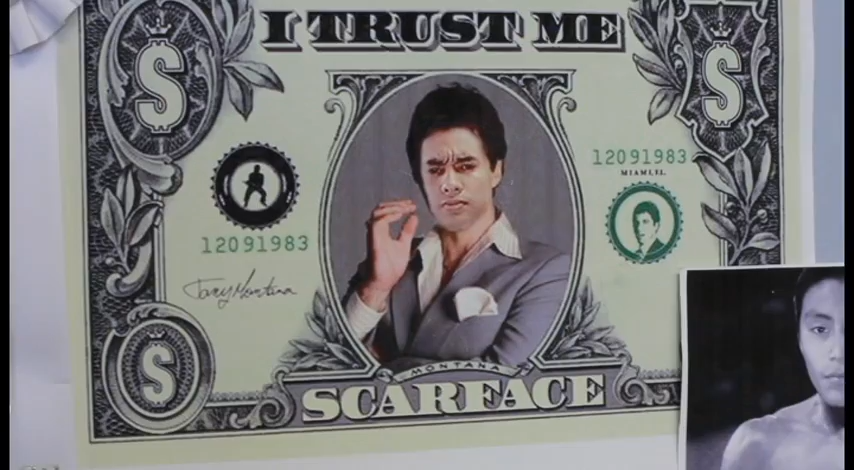 I TRUST ME
12091983
MIAMI,FL.
12091983
Tony Montana
MONTANA
SCARFACE